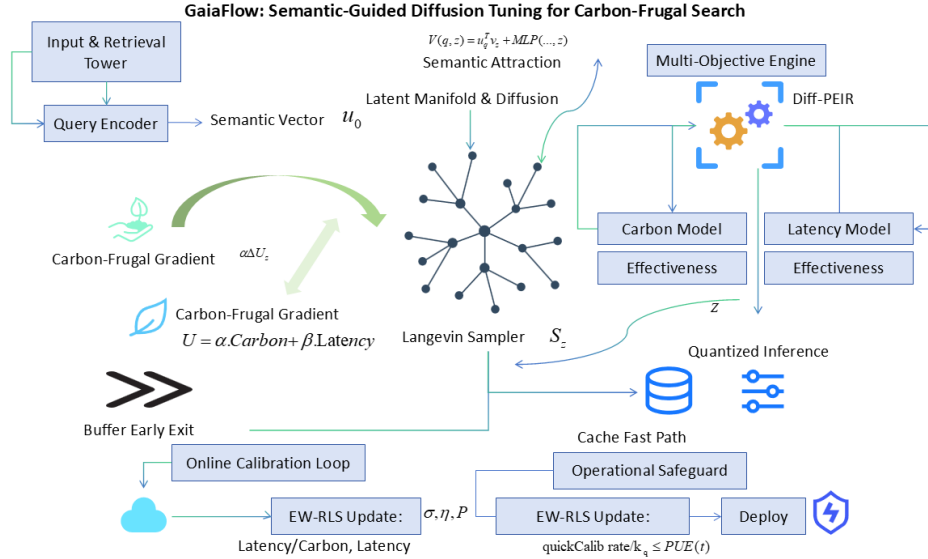 GaiaFlow: Semantic-Guided Diffusion Tuning for Carbon-Frugal Search
Input & Retrieval
Tower
Query Encoder
Semantic Vector u_0
V(q, z) = u_q^T v_z + MLP(..., z)
Semantic Attraction
Latent Manifold & Diffusion
Multi-Objective Engine
Diff-PEIR
Carbon-Frugal Gradient
αΔU_z
Carbon-Frugal Gradient
U = α.Carbon + β.Latency
Langevin Sampler
S_z
Carbon Model
Latency Model
Effectiveness
Effectiveness
z
Quantized Inference
Buffer Early Exit
Cache Fast Path
Online Calibration Loop
Operational Safeguard
EW-RLS Update:
σ, η, P
EW-RLS Update:
Deploy
Latency/Carbon, Latency
quickCalib rate/k_g ≤ PUE(t)